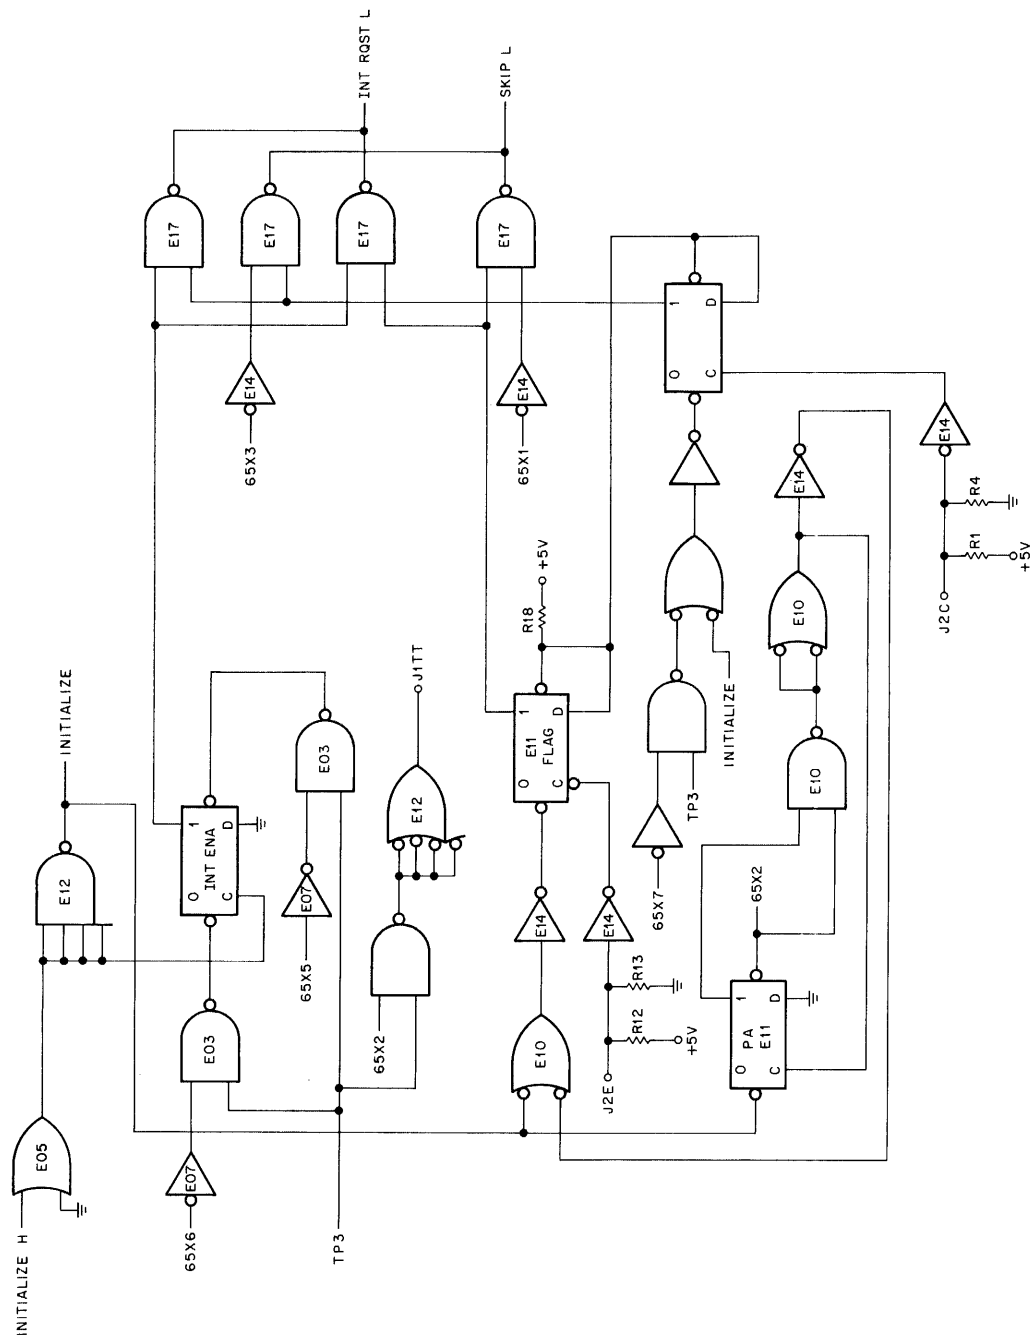 INT RQST L
SKIP L
E17
E17
E17
E17
E14
65X3
E14
65X1
INITIALIZE
E12
INT ENA
0
1
C
D
E03
E07
65X5
E03
E07
65X6
E05
INITIALIZE H
TP3
J1TT
E12
65X2
+5V
R18
E11
FLAG
0
1
C
D
E14
E14
E10
R13
R12
+5V
J2E
0
1
C
D
65X7
TP3
INITIALIZE
E14
E10
E10
65X2
PA
E11
0
1
C
D
E14
R4
R1
+5V
J2C